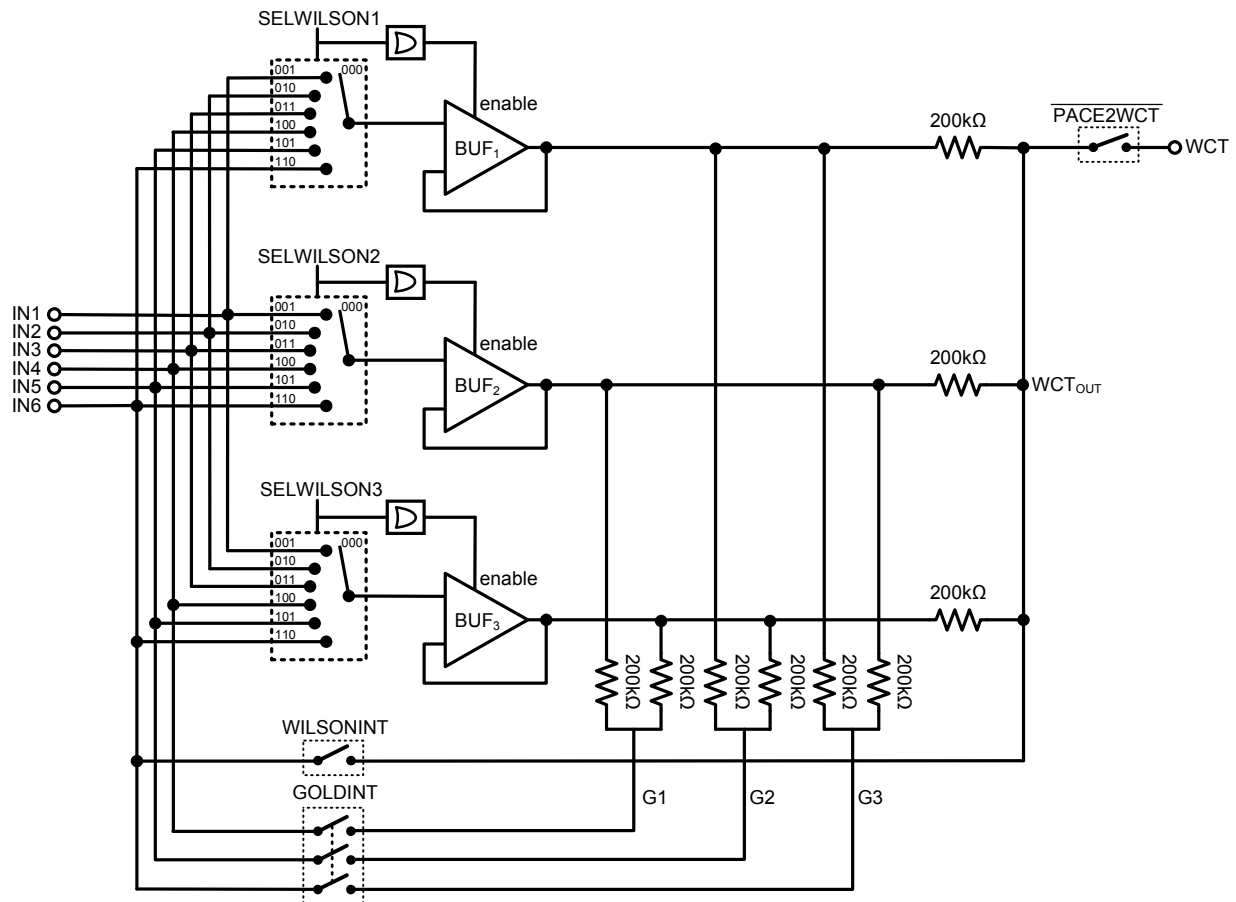 SELWILSON1
001
000
010
011
100
101
110
enable
BUF1
200kΩ
PACE2WCT
WCT
SELWILSON2
IN1
IN2
IN3
IN4
IN5
IN6
001
000
010
011
100
101
110
enable
BUF2
200kΩ
WCTOUT
SELWILSON3
001
000
010
011
100
101
110
enable
BUF3
200kΩ
200kΩ
200kΩ
200kΩ
200kΩ
200kΩ
200kΩ
WILSONINT
GOLDINT
G1
G2
G3